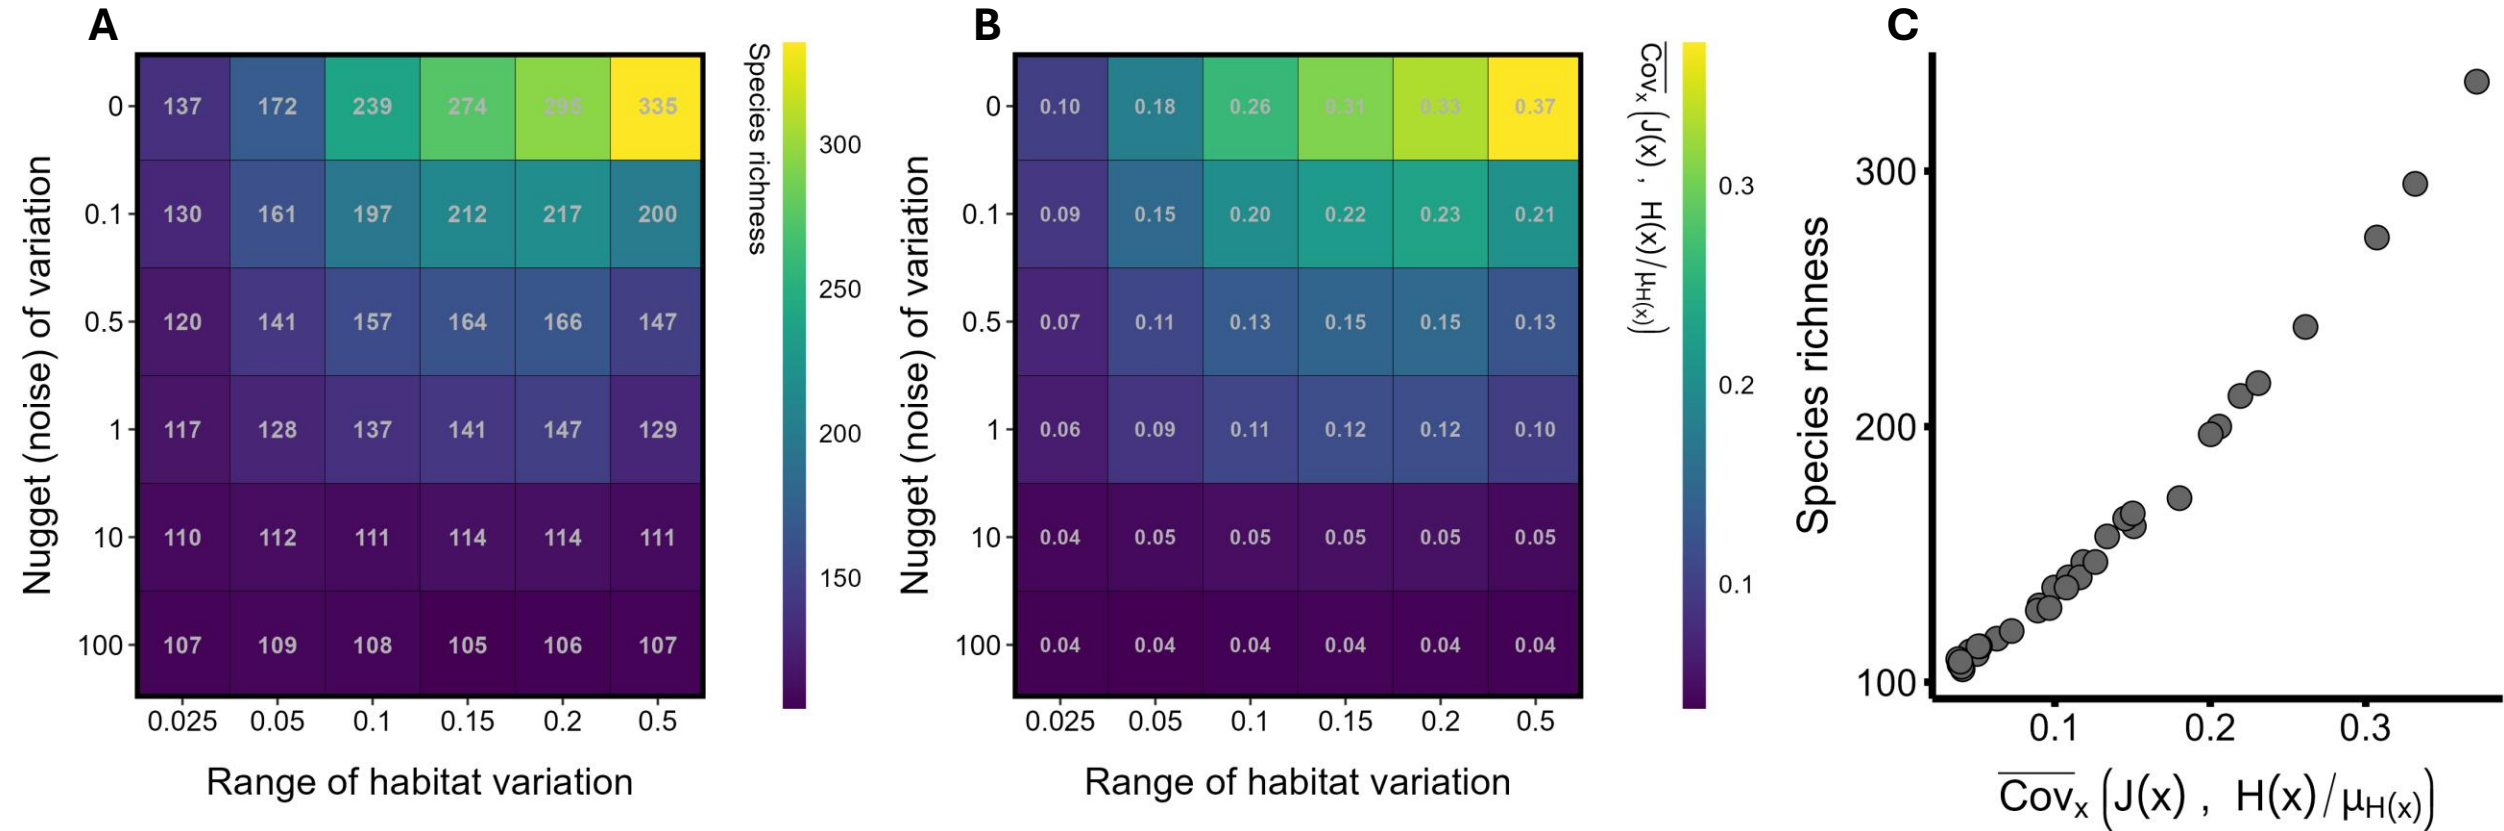 A
Nugget (noise) of variation
0 137 172 239 274 295 335
0.1 130 161 197 212 217 200
0.5 120 141 157 164 166 147
1 117 128 137 141 147 129
10 110 112 111 114 114 111
100 107 109 108 105 106 107
0.025 0.05 0.1 0.15 0.2 0.5
Range of habitat variation
Species richness
300
250
200
150
B
Nugget (noise) of variation
0 0.10 0.18 0.26 0.31 0.33 0.37
0.1 0.09 0.15 0.20 0.22 0.23 0.21
0.5 0.07 0.11 0.13 0.15 0.15 0.13
1 0.06 0.09 0.11 0.12 0.12 0.10
10 0.04 0.05 0.05 0.05 0.05 0.05
100 0.04 0.04 0.04 0.04 0.04 0.04
0.025 0.05 0.1 0.15 0.2 0.5
Range of habitat variation
Covx (J(x) , H(x)/μH(x))
0.3
0.2
0.1
C
Species richness
300
200
100
0.1 0.2 0.3
Covx (J(x) , H(x)/μH(x))